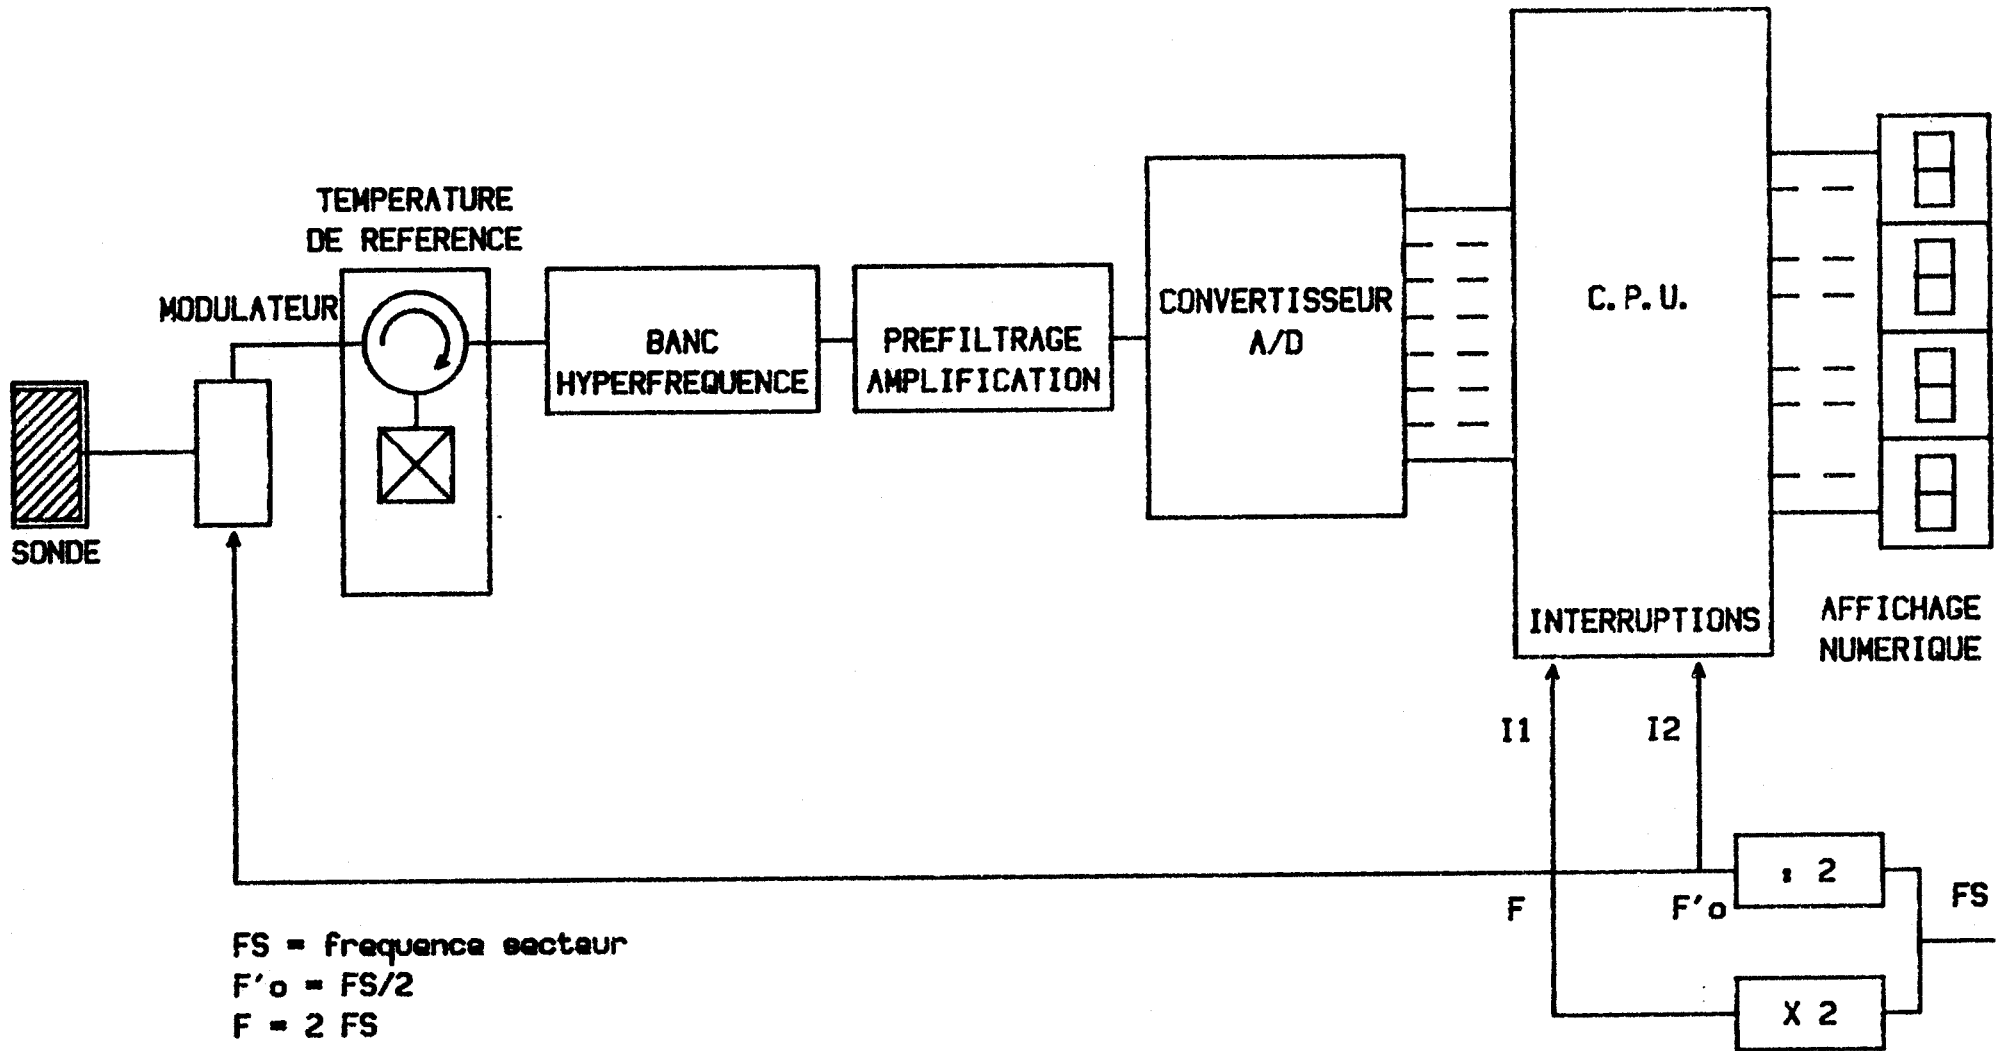 TEMPERATURE
DE REFERENCE
MODULATEUR
SONDE
BANC
HYPERFREQUENCE
PREFILTRAGE
AMPLIFICATION
CONVERTISSEUR
A/D
C.P.U.
INTERRUPTIONS
AFFICHAGE
NUMERIQUE
I1
I2
: 2
F
F'o
FS
X 2
FS = frequence secteur
F'o = FS/2
F = 2 FS